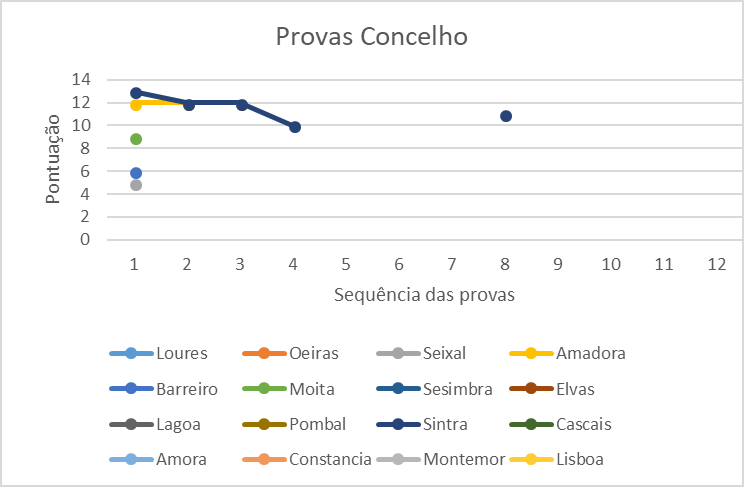 Provas Concelho
14
12
10
8
6
4
2
0
Pontuação
1 2 3 4 5 6 7 8 9 10 11 12
Sequência das provas
Loures Oeiras Seixal Amadora
Barreiro Moita Sesimbra Elvas
Lagoa Pombal Sintra Cascais
Amora Constancia Montemor Lisboa